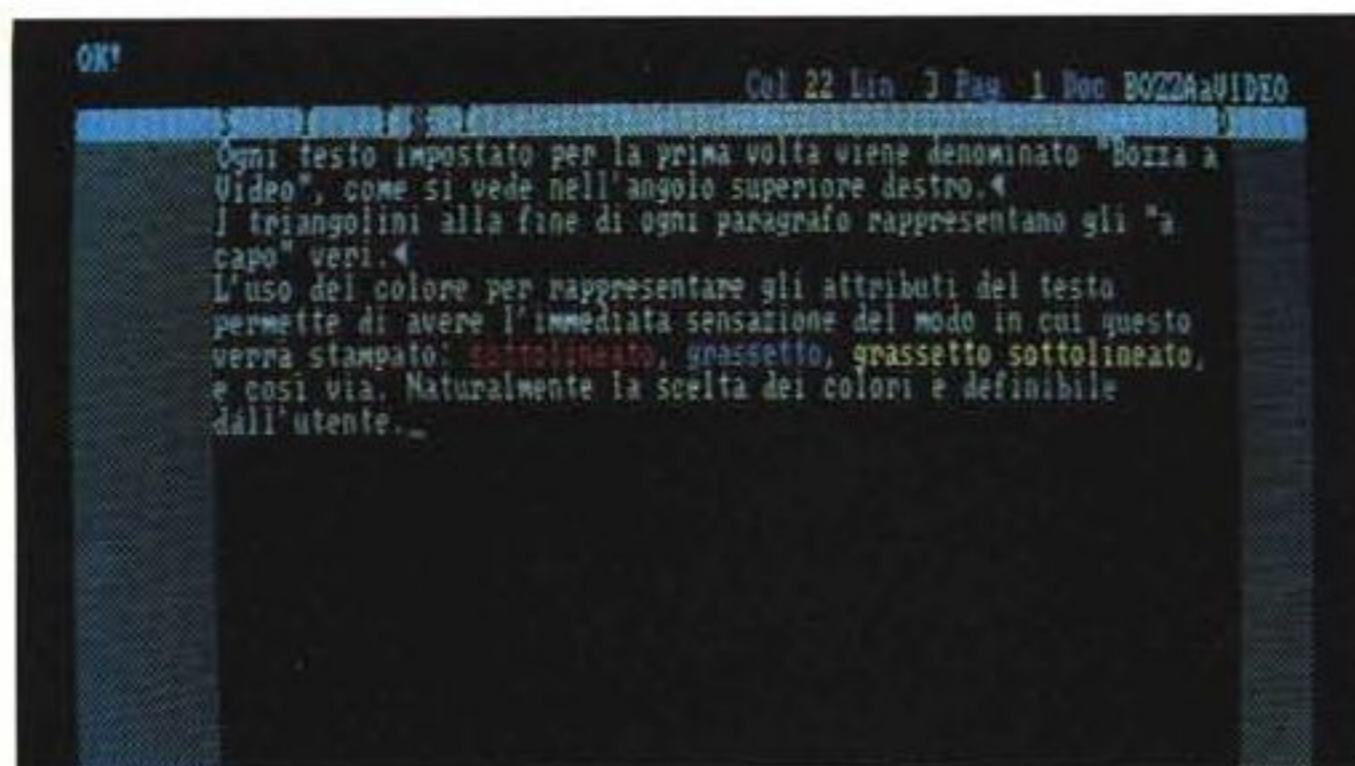 OK!
Col 22 Lin 3 Pag 1 Doc BOZZAaVIDEO
Ogni testo impostato per la prima volta viene denominato "Bozza a
Video", come si vede nell'angolo superiore destro.
I triangolini alla fine di ogni paragrafo rappresentano gli "a
capo" veri.
L'uso del colore per rappresentare gli attributi del testo
permette di avere l'immediata sensazione del modo in cui questo
verrà stampato: sottolineato, grassetto, grassetto sottolineato,
e così via. Naturalmente la scelta dei colori è definibile
dall'utente._